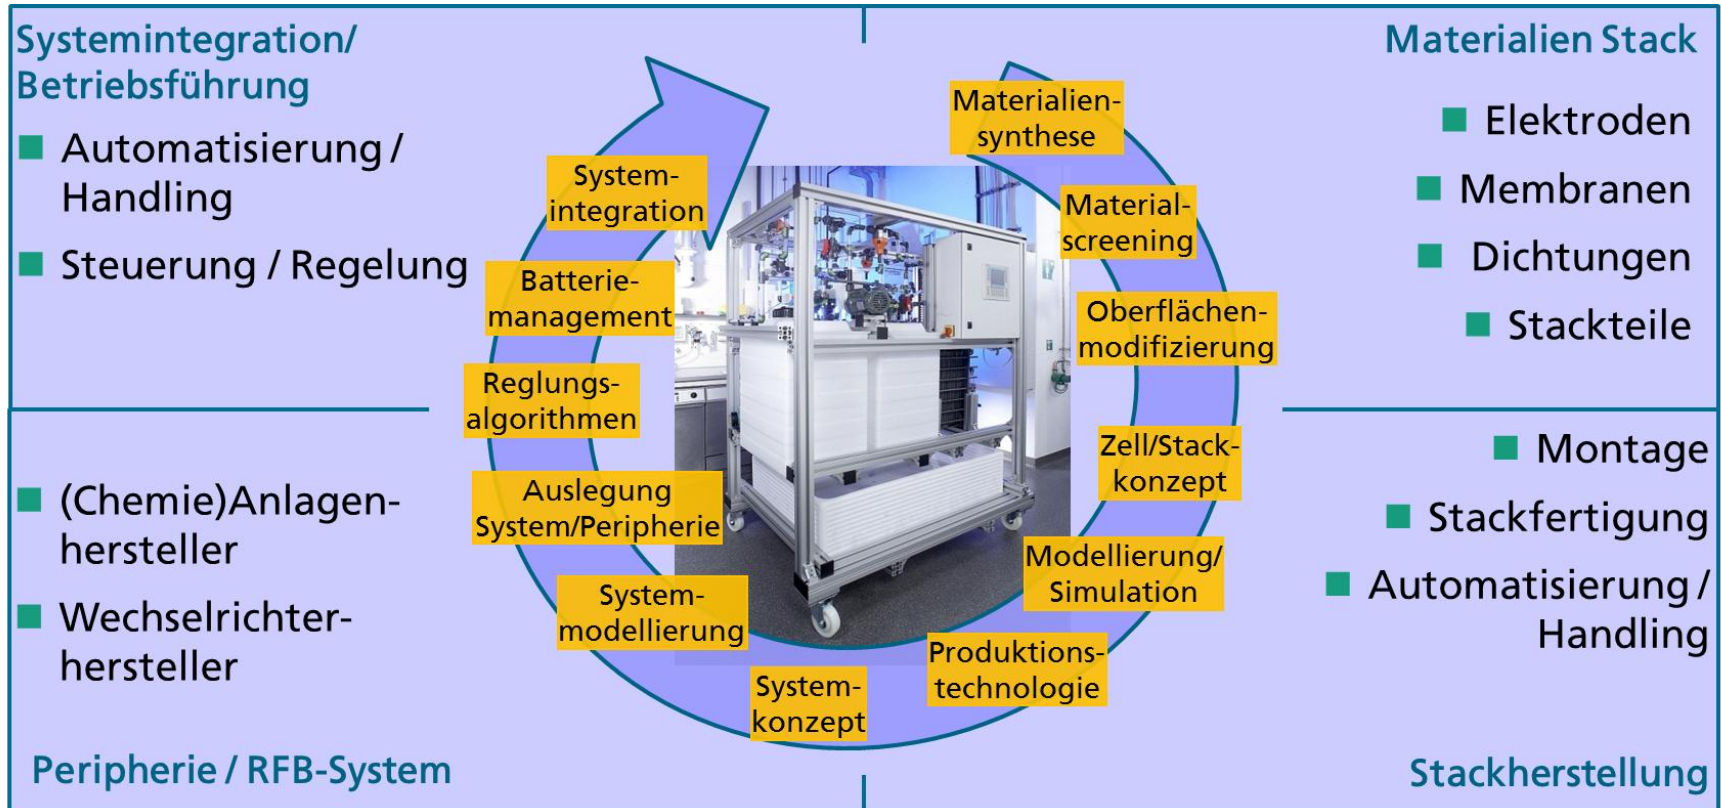 Systemintegration/
Betriebsführung
Automatisierung /
Handling
Steuerung / Regelung
Materialien Stack
Elektroden
Membranen
Dichtungen
Stackteile
Materialien-
synthese
Material-
screening
Oberflächen-
modifizierung
Zell/Stack-
konzept
Modellierung/
Simulation
Produktions-
technologie
System-
konzept
System-
modellierung
Auslegung
System/Peripherie
Reglungs-
algorithmen
Batterie-
management
System-
integration
(Chemie)Anlagen-
hersteller
Wechselrichter-
hersteller
Peripherie / RFB-System
Montage
Stackfertigung
Automatisierung /
Handling
Stackherstellung